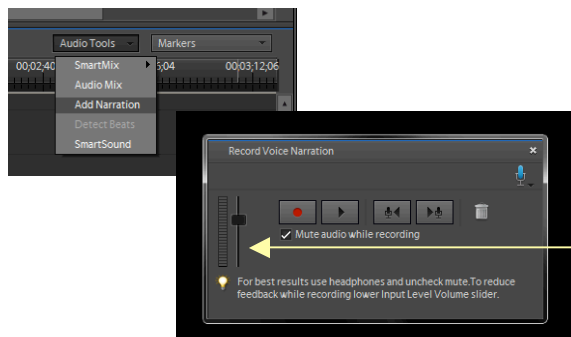 Audio Tools
Markers
00;02;40
5;04
00;03;12;06
SmartMix
Audio Mix
Add Narration
Detect Beats
SmartSound
Record Voice Narration
Mute audio while recording
For best results use headphones and uncheck mute.To reduce
feedback while recording lower Input Level Volume slider.